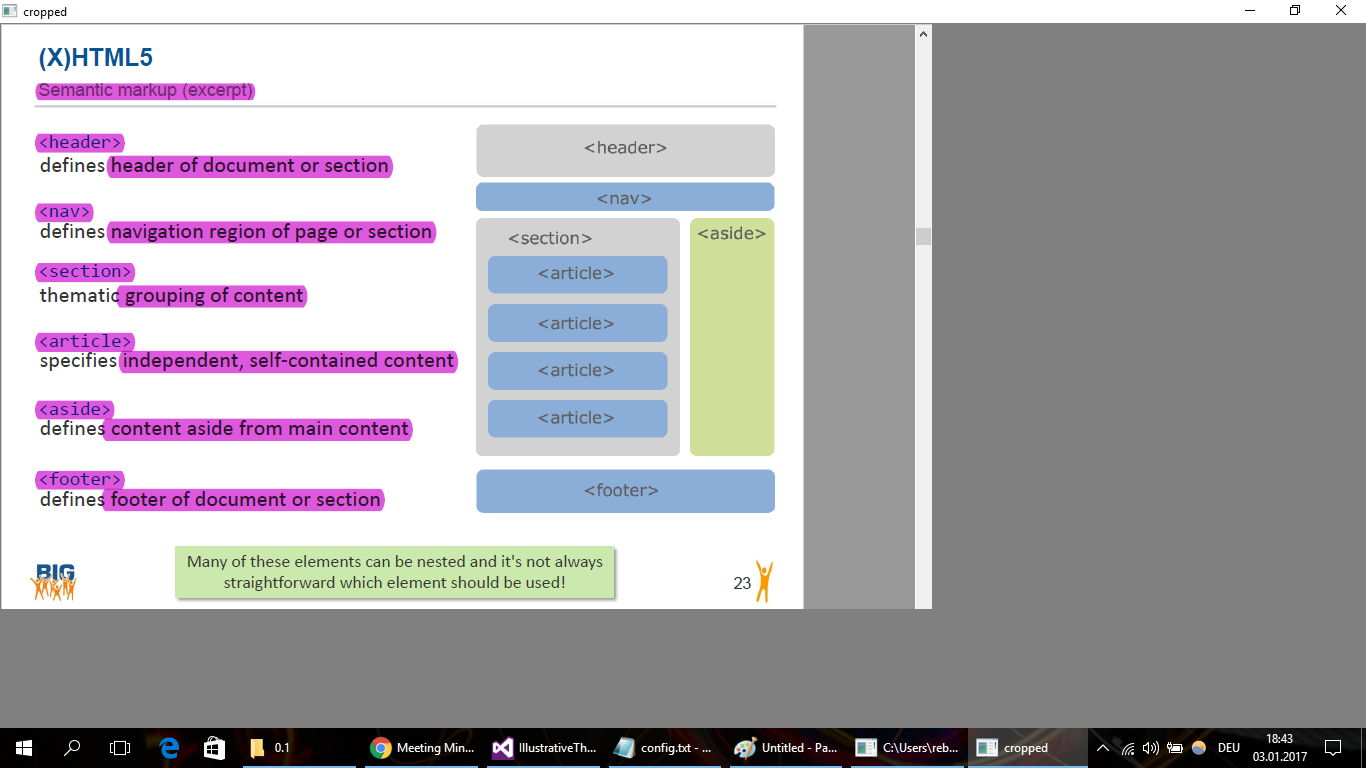 cropped
(X)HTML5
Semantic markup (excerpt)
<header>
defines header of document or section
<nav>
defines navigation region of page or section
<section>
thematic grouping of content
<article>
specifies independent, self-contained content
<aside>
defines content aside from main content
<footer>
defines footer of document or section
<header>
<nav>
<section>
<aside>
<article>
<article>
<article>
<article>
<footer>
Many of these elements can be nested and it's not always
straightforward which element should be used!
BIG
23
0.1
Meeting Min...
IllustrativeTh...
config.txt - ...
Untitled - Pa...
C:\Users\reb...
cropped
DEU
18:43
03.01.2017